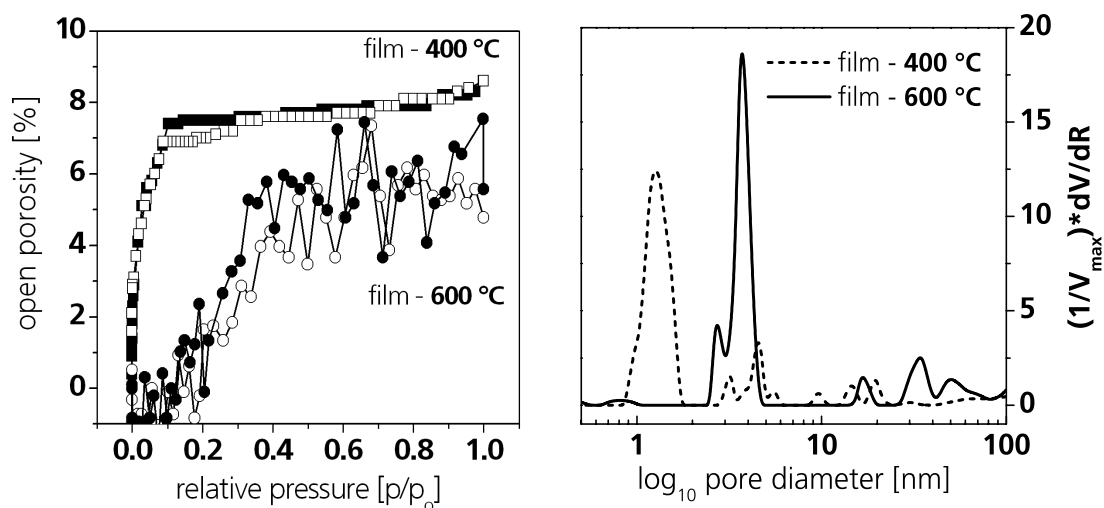 10
8
6
4
2
0
open porosity [%]
film - 400 °C
film - 600 °C
0.0 0.2 0.4 0.6 0.8 1.0
relative pressure [p/p₀]
film - 400 °C
film - 600 °C
20
15
10
5
0
(1/Vₘₐₓ)*dV/dR
1 10 100
log₁₀ pore diameter [nm]